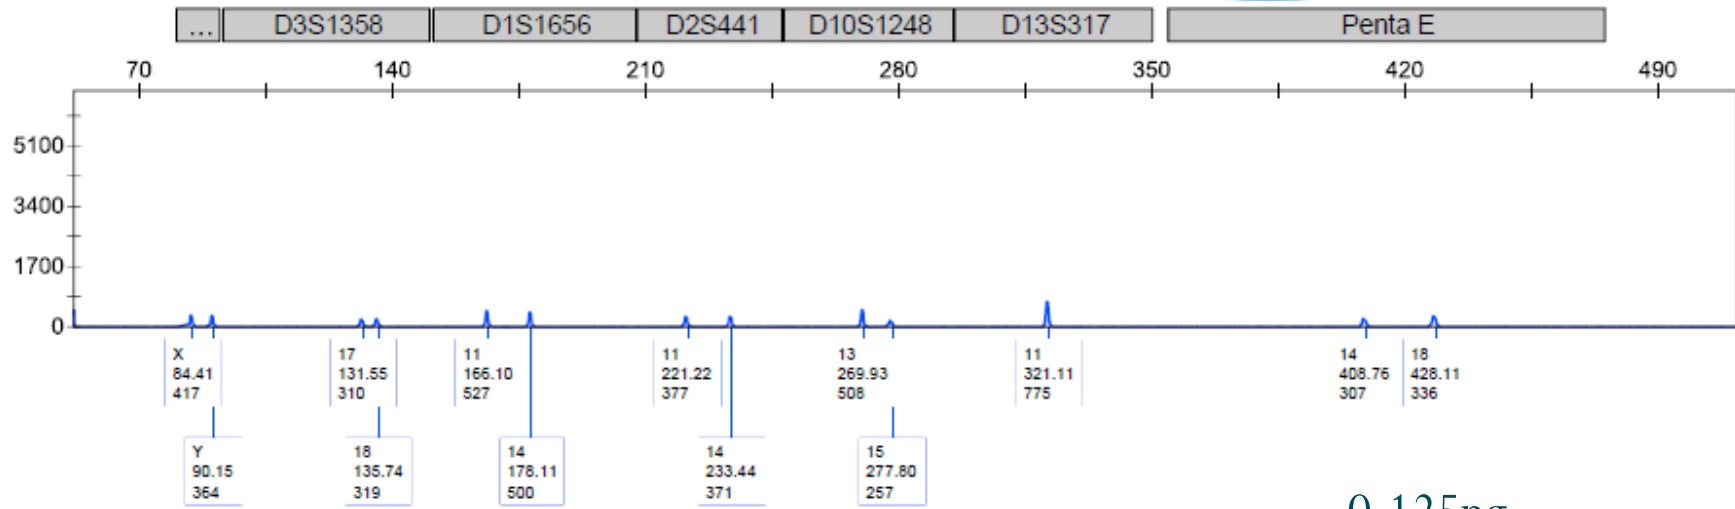 ... D3S1358 D1S1656 D2S441 D10S1248 D13S317 Penta E
70 140 210 280 350 420 490
5100
3400
1700
0
X 17 11 11 13 11 14 18
84.41 131.55 166.10 221.22 269.93 321.11 408.76 428.11
417 310 527 377 508 775 307 336
Y 18 14 14 15
90.15 135.74 178.11 233.44 277.80
364 319 500 371 257
0.125ng